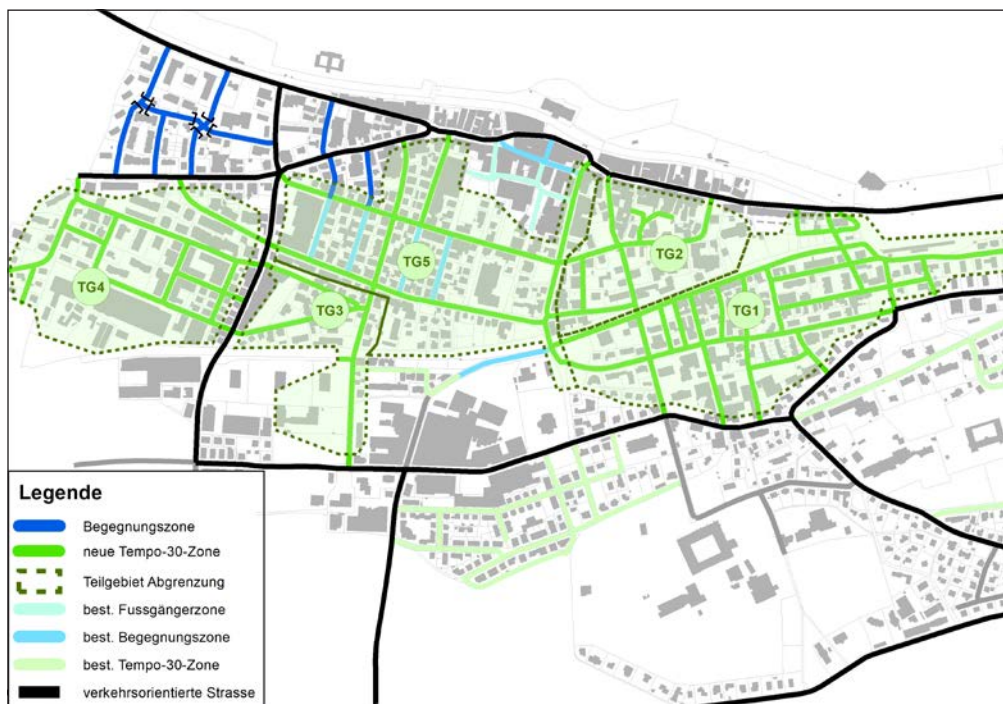 TG4
TG3
TG5
TG2
TG1
Legende
Begegnungszone
neue Tempo-30-Zone
Teilgebiet Abgrenzung
best. Fussgängerzone
best. Begegnungszone
best. Tempo-30-Zone
verkehrsorientierte Strasse